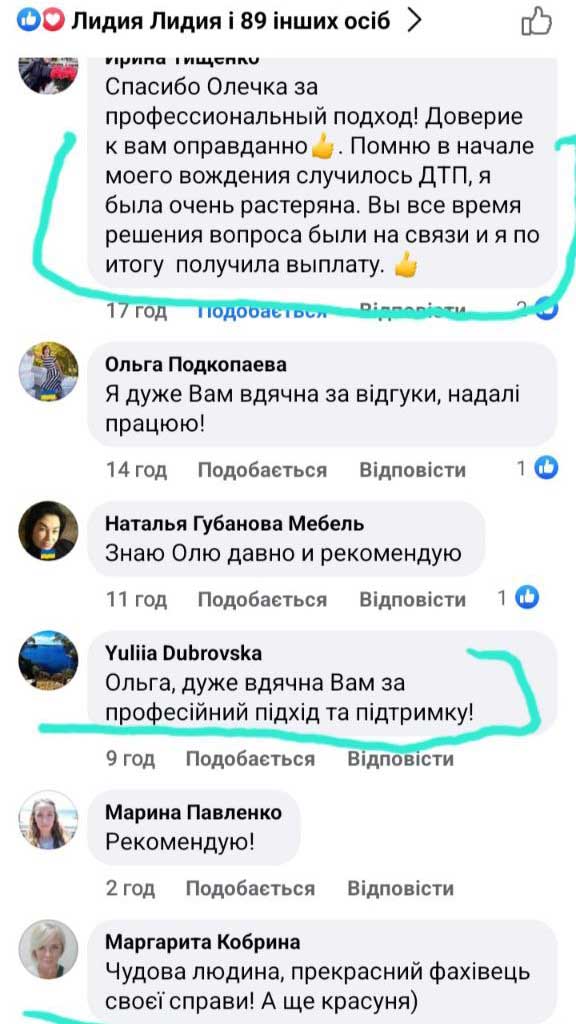 Лидия Лидия і 89 інших осіб
Ирина Тищенко
Спасибо Олечка за
профессиональный подход! Доверие
к вам оправданно👍. Помню в начале
моего вождения случилось ДТП, я
была очень растеряна. Вы все время
решения вопроса были на связи и я по
итогу получила выплату. 👍
17 год Подобається Відповісти 2
Ольга Подкопаева
Я дуже Вам вдячна за відгуки, надалі
працюю!
14 год Подобається Відповісти 1
Наталья Губанова Мебель
Знаю Олю давно и рекомендую
11 год Подобається Відповісти 1
Yuliia Dubrovska
Ольга, дуже вдячна Вам за
професійний підхід та підтримку!
9 год Подобається Відповісти
Марина Павленко
Рекомендую!
2 год Подобається Відповісти
Маргарита Кобрина
Чудова людина, прекрасний фахівець
своєї справи! А ще красуня)